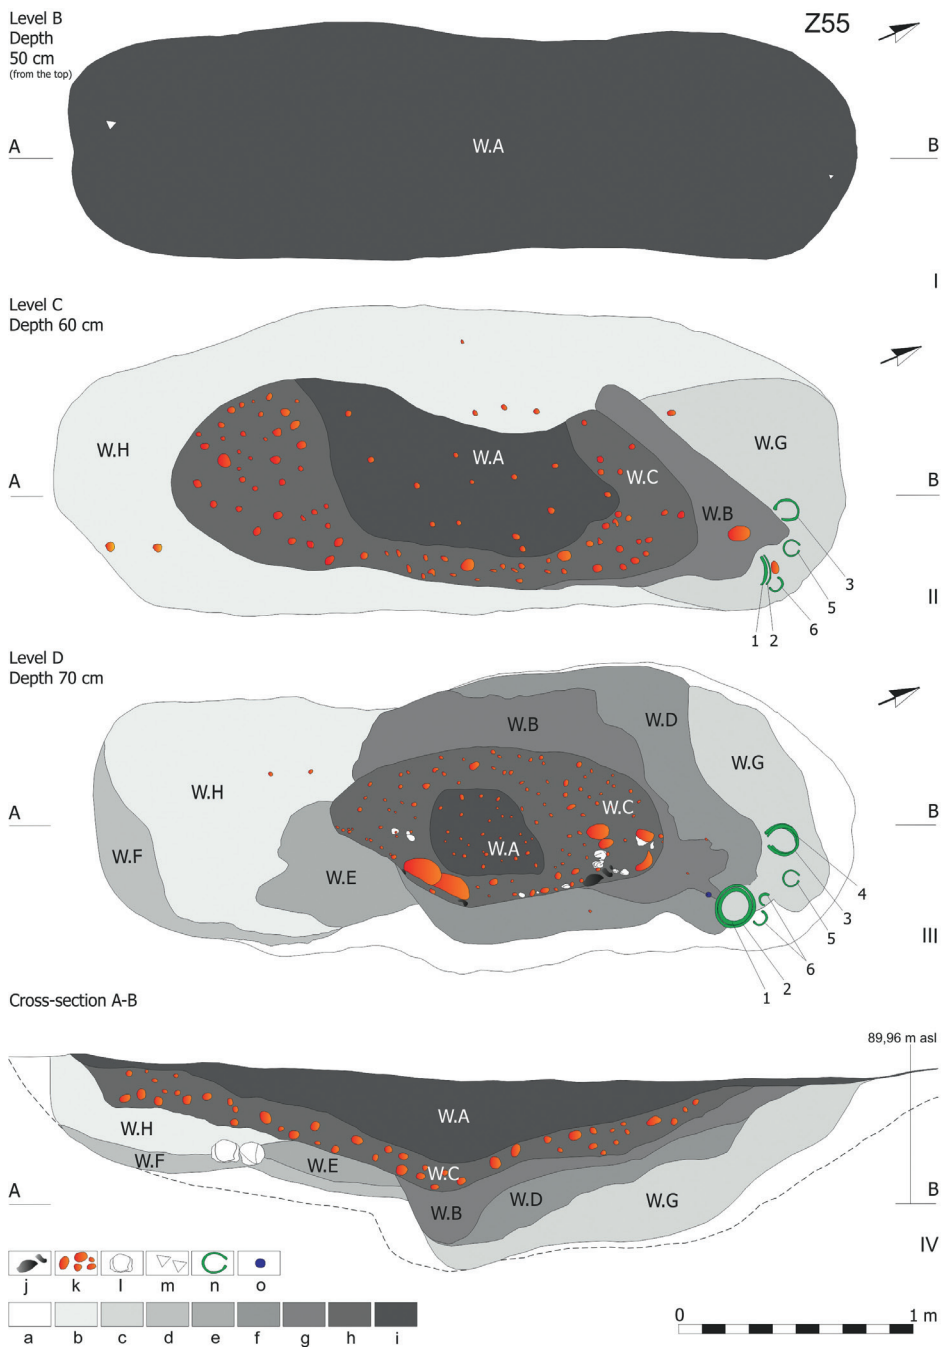 Level B
Depth
50 cm
(from the top)
Z55
A
W.A
B
I
Level C
Depth 60 cm
W.H
W.A
W.G
W.C
A
B
W.B
3
5
6
1 2
II
Level D
Depth 70 cm
W.B
W.D
W.G
W.H
W.C
A
B
W.A
W.F
W.E
4
3
5
6
2
1
III
Cross-section A-B
89,96 m asl
W.A
W.H
W.F
W.E
W.C
W.D
W.G
W.B
A
B
IV
j k l m n o
a b c d e f g h i
0 1 m